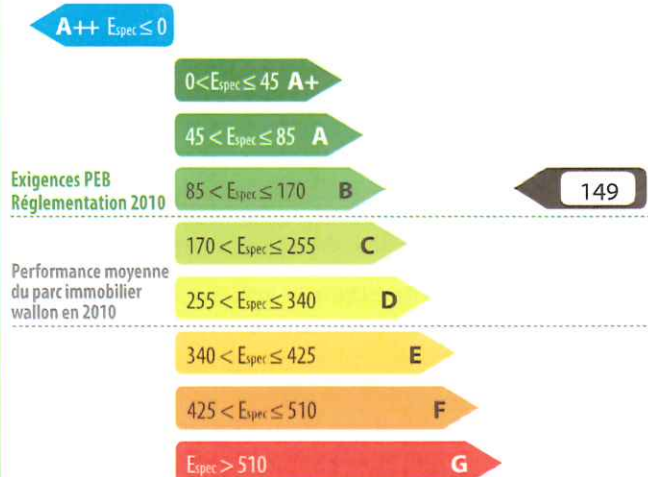 A++ Espec ≤ 0
0 < Espec ≤ 45 A+
45 < Espec ≤ 85 A
Exigences PEB
Réglementation 2010
85 < Espec ≤ 170 B
149
170 < Espec ≤ 255 C
Performance moyenne
du parc immobilier
wallon en 2010
255 < Espec ≤ 340 D
340 < Espec ≤ 425 E
425 < Espec ≤ 510 F
Espec > 510 G